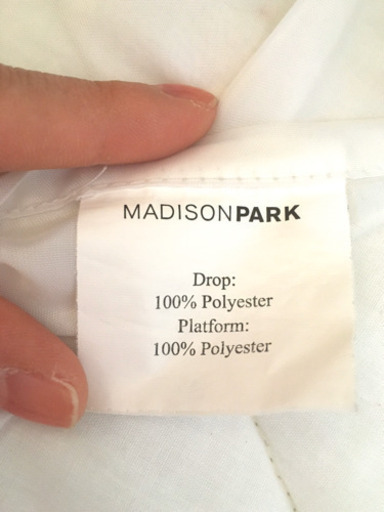 MADISONPARK
Drop:
100% Polyester
Platform:
100% Polyester